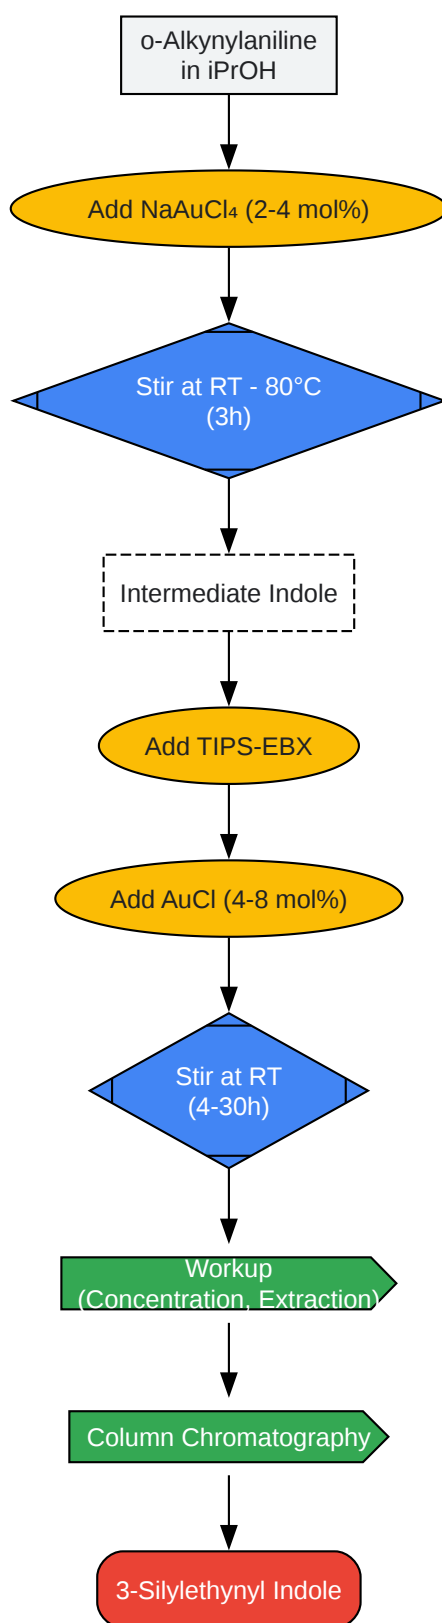 o-Alkynylaniline
in iPrOH
Add NaAuCl₄ (2-4 mol%)
Stir at RT - 80°C
(3h)
Intermediate Indole
Add TIPS-EBX
Add AuCl (4-8 mol%)
Stir at RT
(4-30h)
Workup
(Concentration, Extraction)
Column Chromatography
3-Silylethynyl Indole